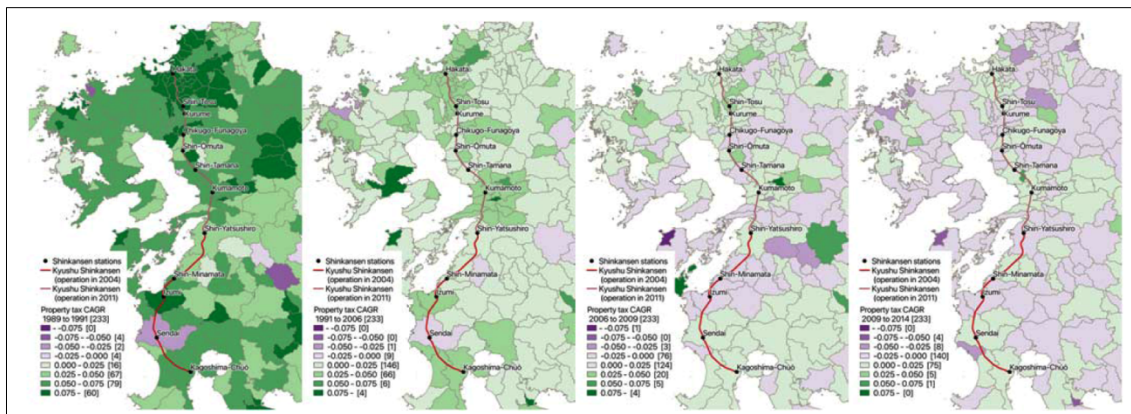 Hakata
Shin-Tosu
Kurume
Chikugo-Funagoya
Shin-Omuta
Shin-Tamana
Kumamoto
Shin-Yatsushiro
Shin-Minamata
Izumi
Sendai
Kagoshima-Chuō
Shinkansen stations
Kyushu Shinkansen
(operation in 2004)
Kyushu Shinkansen
(operation in 2011)
Property tax CAGR
1989 to 1991 [233]
- -0.075 [0]
-0.075 - -0.050 [4]
-0.050 - -0.025 [2]
-0.025 - 0.000 [4]
0.000 - 0.025 [16]
0.025 - 0.050 [67]
0.050 - 0.075 [79]
0.075 - [60]
Hakata
Shin-Tosu
Kurume
Chikugo-Funagoya
Shin-Omuta
Shin-Tamana
Kumamoto
Shin-Yatsushiro
Shin-Minamata
Izumi
Sendai
Kagoshima-Chuō
Shinkansen stations
Kyushu Shinkansen
(operation in 2004)
Kyushu Shinkansen
(operation in 2011)
Property tax CAGR
1991 to 2006 [233]
- -0.075 [0]
-0.075 - -0.050 [0]
-0.050 - -0.025 [1]
-0.025 - 0.000 [9]
0.000 - 0.025 [146]
0.025 - 0.050 [66]
0.050 - 0.075 [6]
0.075 - [4]
Hakata
Shin-Tosu
Kurume
Chikugo-Funagoya
Shin-Omuta
Shin-Tamana
Kumamoto
Shin-Yatsushiro
Shin-Minamata
Izumi
Sendai
Kagoshima-Chuō
Shinkansen stations
Kyushu Shinkansen
(operation in 2004)
Kyushu Shinkansen
(operation in 2011)
Property tax CAGR
2006 to 2009 [233]
- -0.075 [1]
-0.075 - -0.050 [0]
-0.050 - -0.025 [3]
-0.025 - 0.000 [76]
0.000 - 0.025 [124]
0.025 - 0.050 [20]
0.050 - 0.075 [5]
0.075 - [4]
Hakata
Shin-Tosu
Kurume
Chikugo-Funagoya
Shin-Omuta
Shin-Tamana
Kumamoto
Shin-Yatsushiro
Shin-Minamata
Izumi
Sendai
Kagoshima-Chuō
Shinkansen stations
Kyushu Shinkansen
(operation in 2004)
Kyushu Shinkansen
(operation in 2011)
Property tax CAGR
2009 to 2014 [233]
- -0.075 [0]
-0.075 - -0.050 [4]
-0.050 - -0.025 [8]
-0.025 - 0.000 [140]
0.000 - 0.025 [75]
0.025 - 0.050 [5]
0.050 - 0.075 [1]
0.075 - [0]